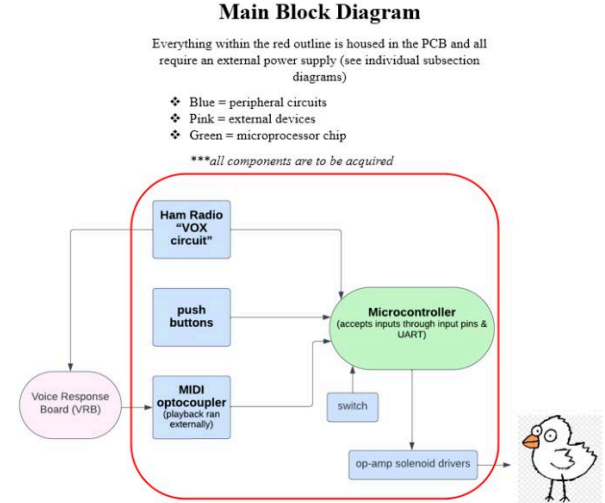 Main Block Diagram
Everything within the red outline is housed in the PCB and all
require an external power supply (see individual subsection
diagrams)
❖ Blue = peripheral circuits
❖ Pink = external devices
❖ Green = microprocessor chip
***all components are to be acquired
Ham Radio
“VOX
circuit”
push
buttons
Microcontroller
(accepts inputs through input pins &
UART)
Voice Response
Board (VRB)
MIDI
optocoupler
(playback ran
externally)
switch
op-amp solenoid drivers